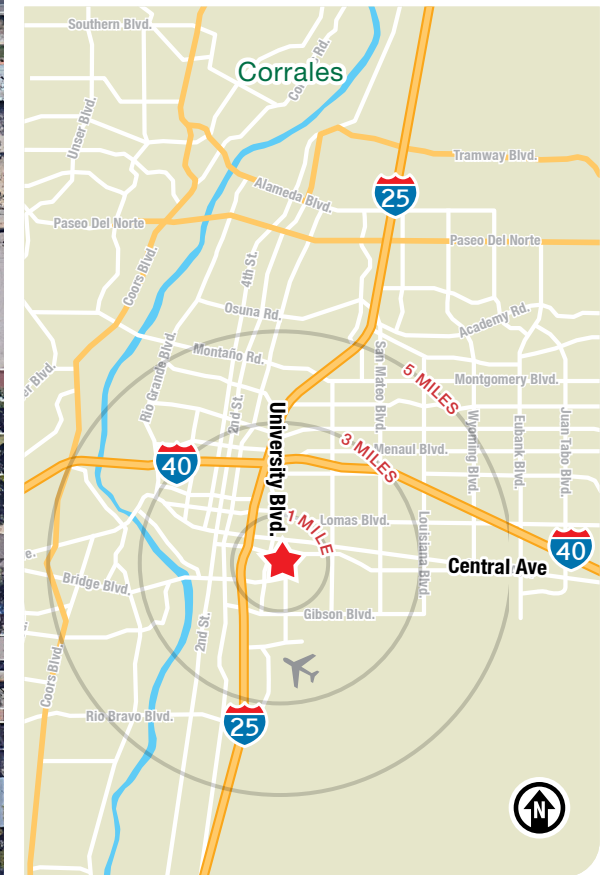 Southern Blvd.
Corrales
Unser Blvd.
Tramway Blvd.
Alameda Blvd.
25
Paseo Del Norte
Paseo Del Norte
Coors Blvd.
4th St.
Osuna Rd.
Academy Rd.
Montaño Rd.
San Mateo Blvd.
Rio Grande Blvd.
5 MILES
Montgomery Blvd.
2nd St.
University Blvd.
Wyoming Blvd.
Eubank Blvd.
Juan Tabo Blvd.
3 MILES
Menaul Blvd.
40
1 MILE
Lomas Blvd.
Louisiana Blvd.
40
Central Ave
Bridge Blvd.
Gibson Blvd.
2nd St.
Coors Blvd.
Rio Bravo Blvd.
25
N